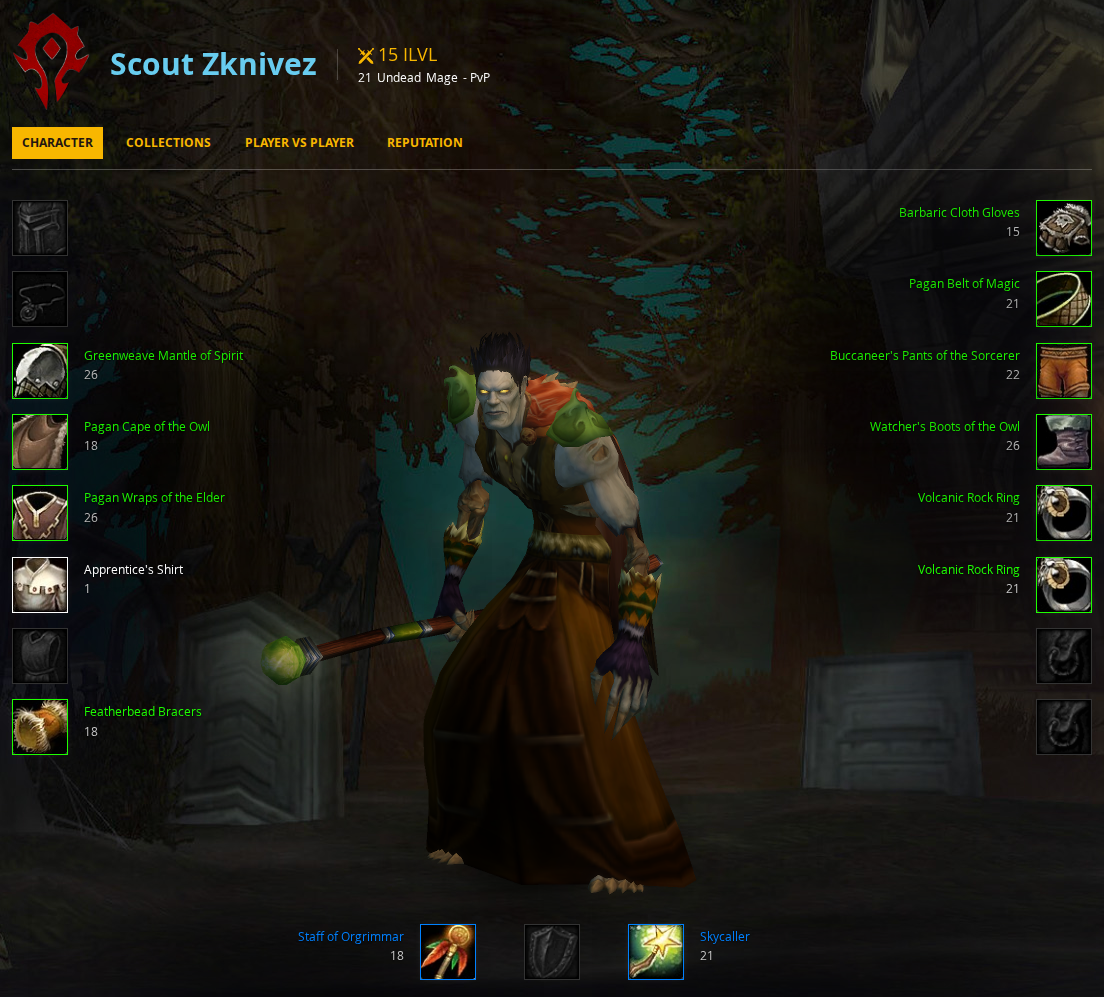 Scout Zknivez
15 ILVL
21 Undead Mage - PvP
CHARACTER
COLLECTIONS
PLAYER VS PLAYER
REPUTATION
Greenweave Mantle of Spirit
26
Pagan Cape of the Owl
18
Pagan Wraps of the Elder
26
Apprentice's Shirt
1
Featherbead Bracers
18
Barbaric Cloth Gloves
15
Pagan Belt of Magic
21
Buccaneer's Pants of the Sorcerer
22
Watcher's Boots of the Owl
26
Volcanic Rock Ring
21
Volcanic Rock Ring
21
Staff of Orgrimmar
18
Skycaller
21